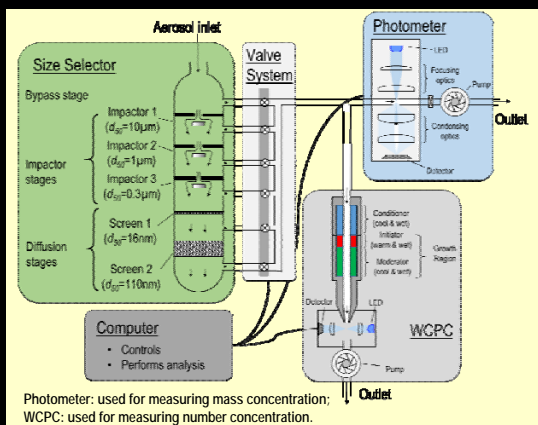 Aerosol inlet
Size Selector
Bypass stage
Impactor 1
(d50=10μm)
Impactor 2
(d50=1μm)
Impactor 3
(d50=0.3μm)
Impactor
stages
Screen 1
(d50=16nm)
Diffusion
stages
Screen 2
(d50=110nm)
Valve
System
Photometer
LED
Focusing
optics
Pump
Outlet
Condensing
optics
Detector
Conditioner
(cool & wet)
Initiator
(warm & wet)
Moderator
(cool & wet)
Growth
Region
Detector
LED
WCPC
Pump
Outlet
Computer
• Controls
• Performs analysis
Photometer: used for measuring mass concentration;
WCPC: used for measuring number concentration.